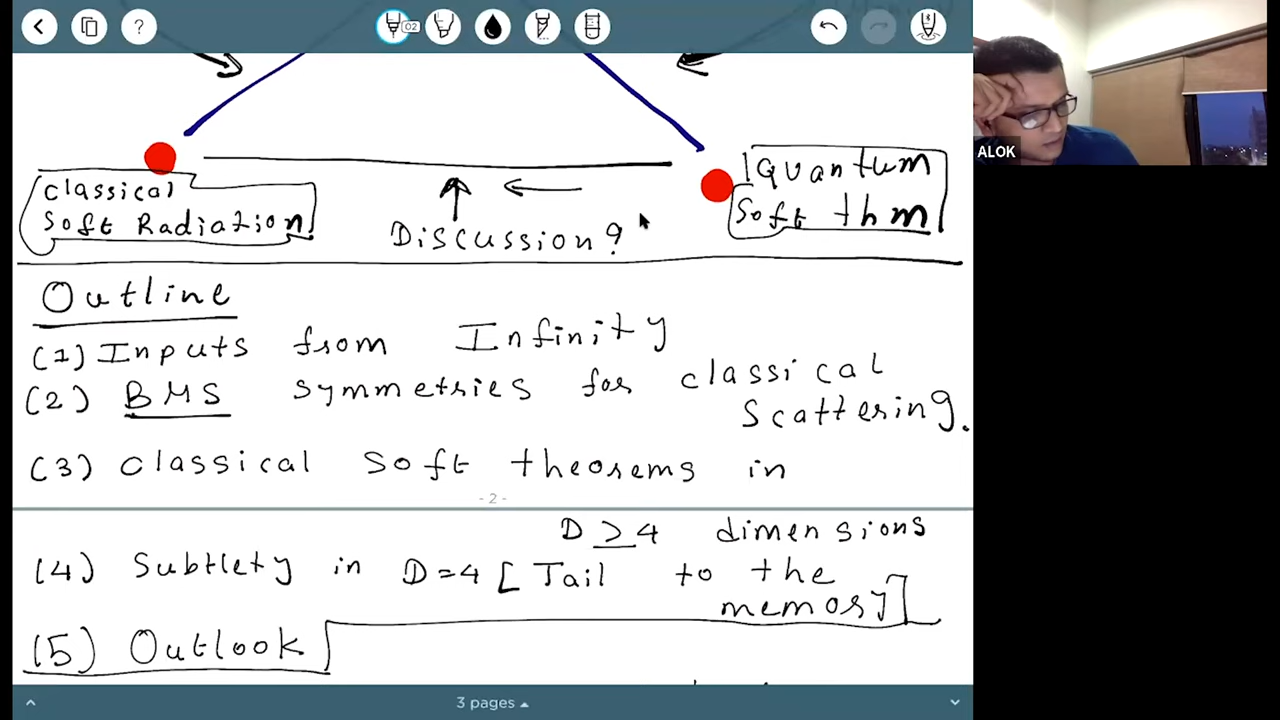 ? 02
ALOK
classical
Soft Radiation
Quantum
Soft thm
Discussion?
Outline
(1) Inputs from Infinity
(2) BMS symmetries for classical
Scattering.
(3) classical soft theorems in
- 2 -
D ≥ 4 dimensions
(4) Subtlety in D=4 [Tail to the
memory]
(5) Outlook
3 pages